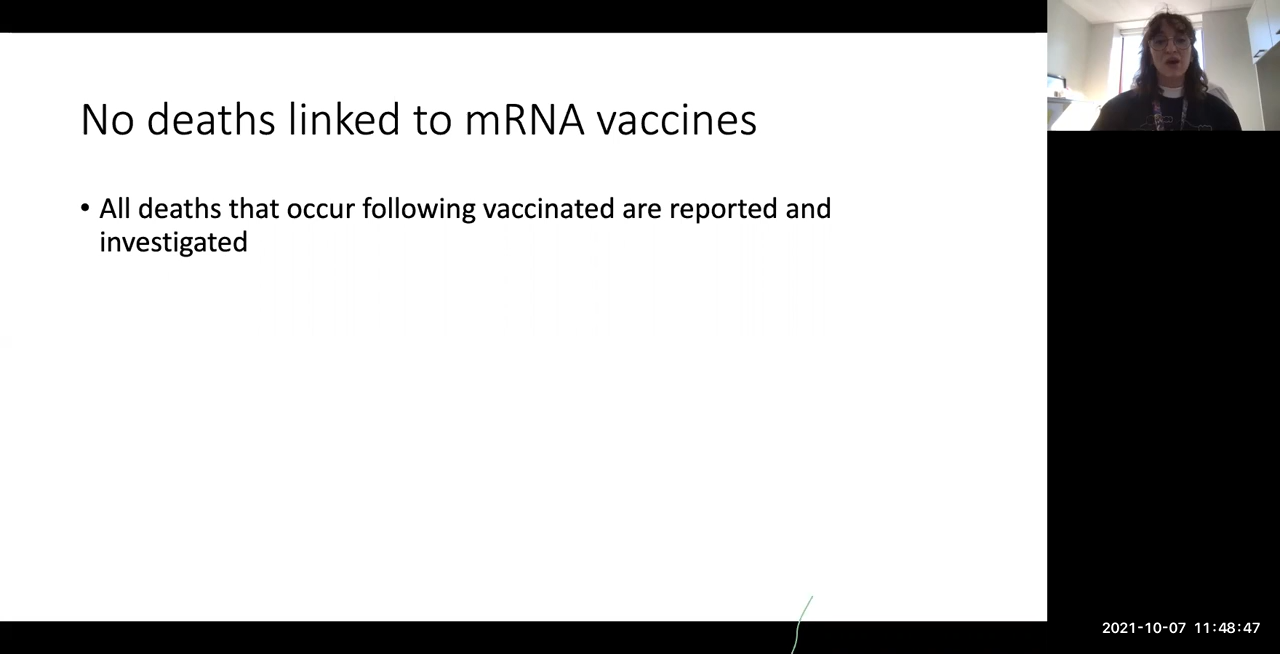 No deaths linked to mRNA vaccines
• All deaths that occur following vaccinated are reported and
investigated
2021-10-07 11:48:47